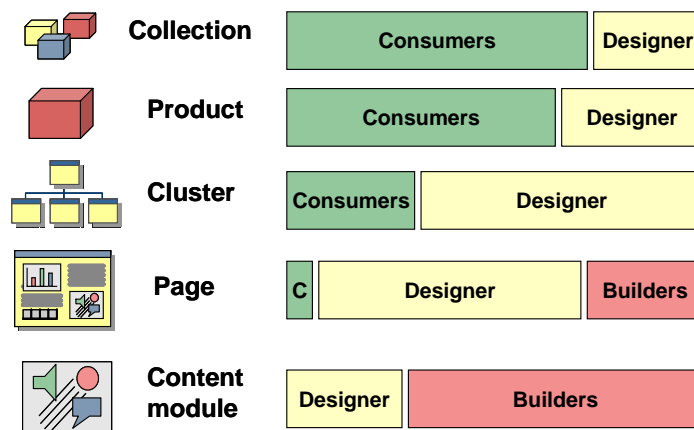 Collection
Consumers
Designer
Product
Consumers
Designer
Cluster
Consumers
Designer
Page
C
Designer
Builders
Content
module
Designer
Builders